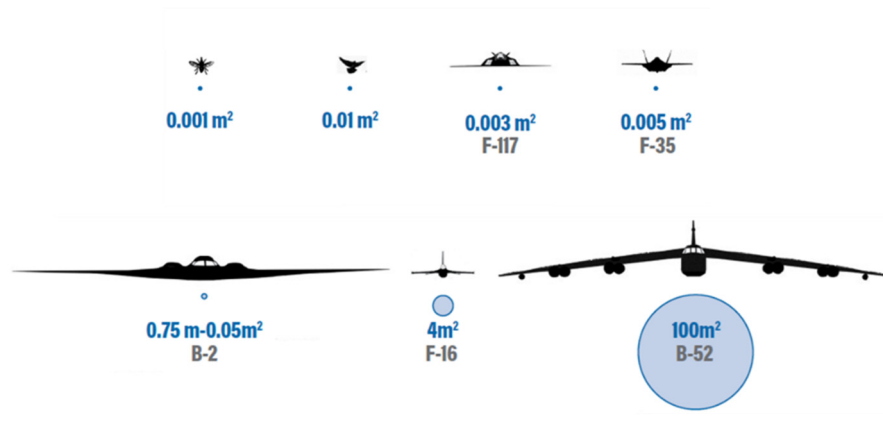 0.001 m²
0.01 m²
0.003 m²
F-117
0.005 m²
F-35
0.75 m-0.05m²
B-2
4m²
F-16
100m²
B-52